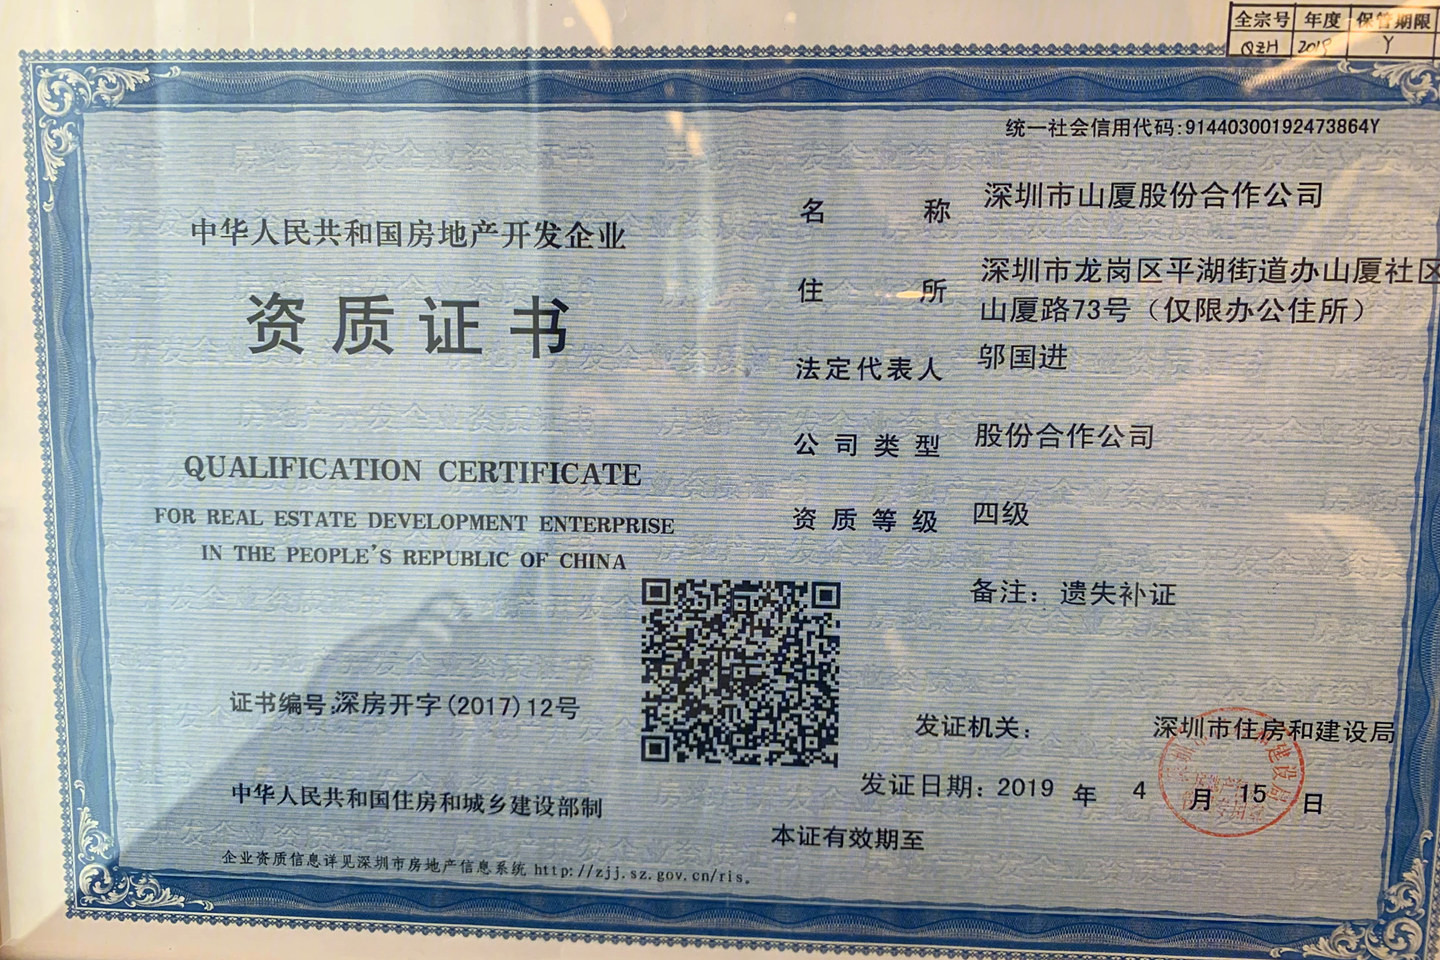 全宗号 年度 保管期限
QZH 2019 Y
统一社会信用代码:91440300192473864Y
中华人民共和国房地产开发企业
资质证书
QUALIFICATION CERTIFICATE
FOR REAL ESTATE DEVELOPMENT ENTERPRISE
IN THE PEOPLE'S REPUBLIC OF CHINA
证书编号:深房开字(2017)12号
中华人民共和国住房和城乡建设部制
企业资质信息详见深圳市房地产信息系统 http://zjj.sz.gov.cn/ris。
名称 深圳市山厦股份合作公司
住所 深圳市龙岗区平湖街道办山厦社区
山厦路73号（仅限办公住所）
法定代表人 邬国进
公司类型 股份合作公司
资质等级 四级
备注：遗失补证
发证机关： 深圳市住房和建设局
发证日期：2019 年 4 月 15 日
本证有效期至